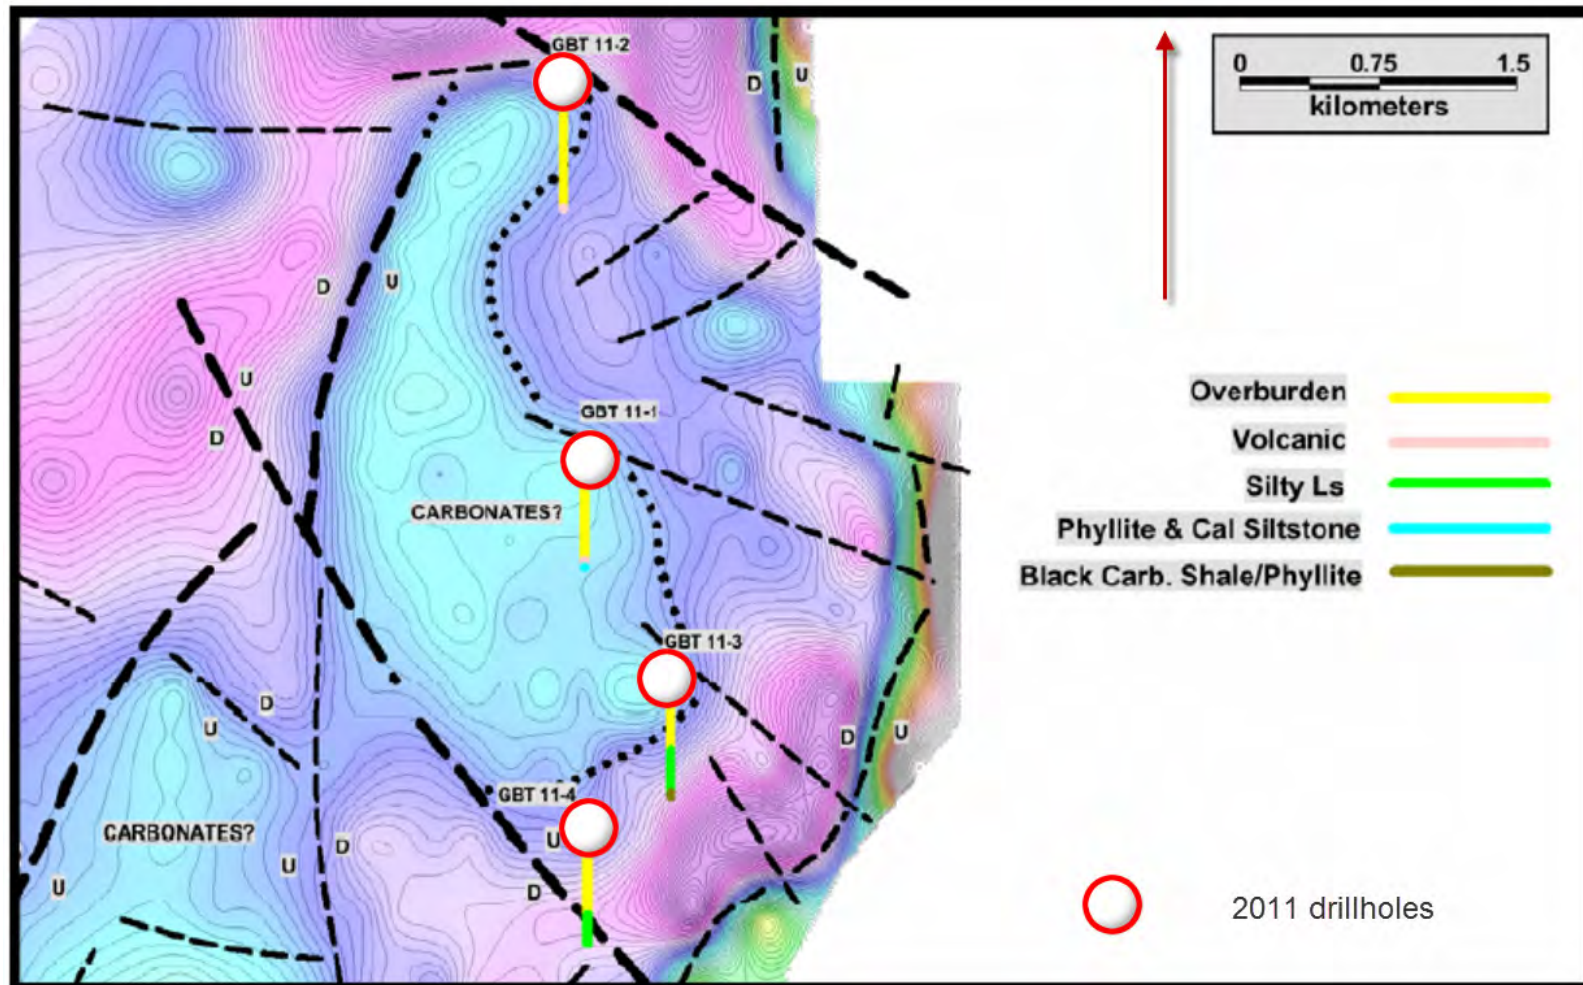 GBT 11-2
D
U
0 0.75 1.5
kilometers
D
U
U
D
GBT 11-1
CARBONATES?
Overburden
Volcanic
Silty Ls
Phyllite & Cal Siltstone
Black Carb. Shale/Phyllite
GBT 11-3
D
U
D
U
GBT 11-4
CARBONATES?
U
D
U
U
D
2011 drillholes